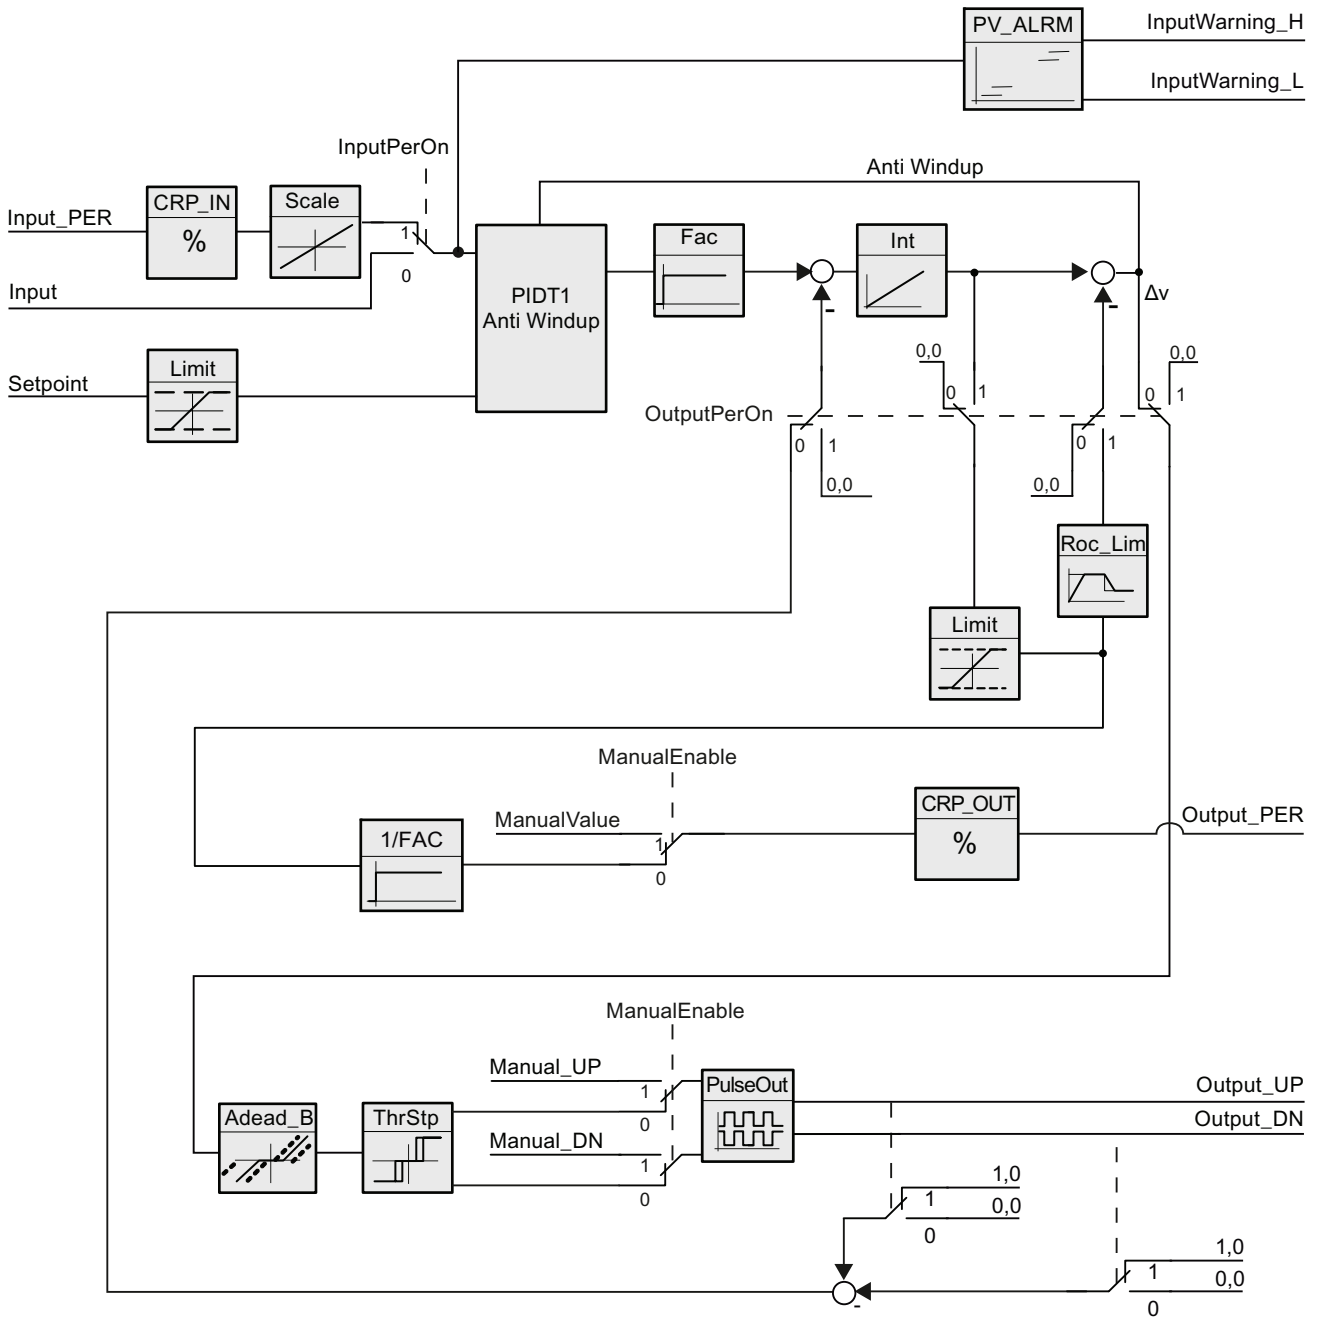 PV_ALRM
InputWarning_H
InputWarning_L
InputPerOn
Anti Windup
Input_PER
CRP_IN
%
Scale
1
0
Input
PIDT1
Anti Windup
Fac
Int
-
-
Δv
Setpoint
Limit
0,0
0
1
0,0
0
1
OutputPerOn
0
1
0,0
0
1
0,0
Roc_Lim
Limit
ManualEnable
ManualValue
1
0
1/FAC
CRP_OUT
%
Output_PER
ManualEnable
Manual_UP
1
0
Manual_DN
1
0
PulseOut
Output_UP
Output_DN
Adead_B
ThrStp
1,0
1
0,0
0
1,0
1
0,0
0
-